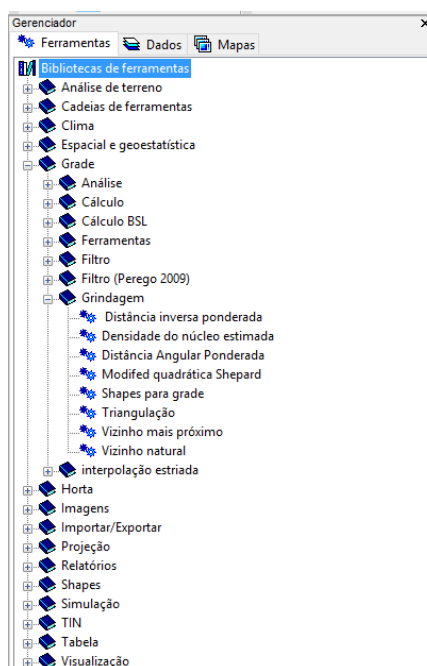 Gerenciador
Ferramentas Dados Mapas
Bibliotecas de ferramentas
Análise de terreno
Cadeias de ferramentas
Clima
Espacial e geoestatística
Grade
Análise
Cálculo
Cálculo BSL
Ferramentas
Filtro
Filtro (Perego 2009)
Grindagem
Distância inversa ponderada
Densidade do núcleo estimada
Distância Angular Ponderada
Modifed quadrática Shepard
Shapes para grade
Triangulação
Vizinho mais próximo
Vizinho natural
interpolação estriada
Horta
Imagens
Importar/Exportar
Projeção
Relatórios
Shapes
Simulação
TIN
Tabela
Visualização